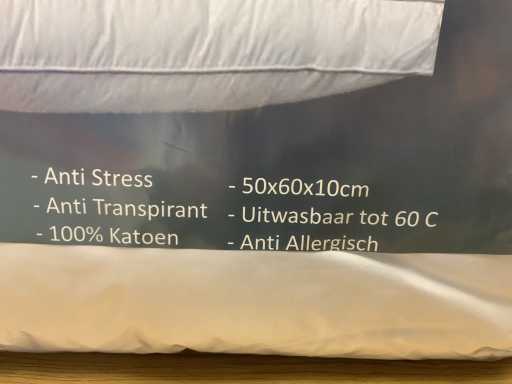 - Anti Stress
- Anti Transpirant
- 100% Katoen
- 50x60x10cm
- Uitwasbaar tot 60 C
- Anti Allergisch